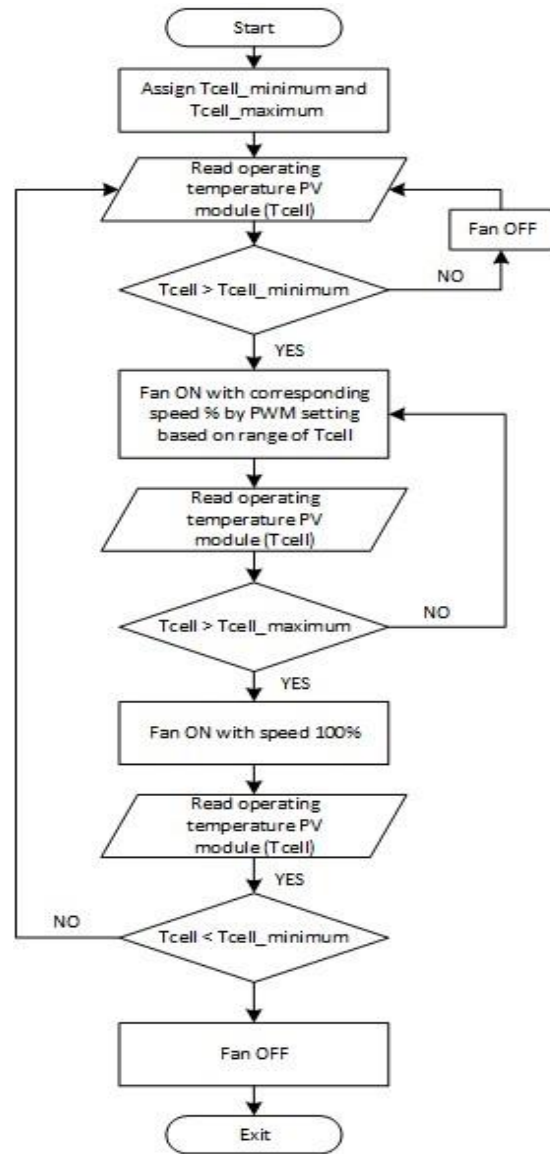 Start
Assign Tcell_minimum and
Tcell_maximum
Read operating
temperature PV
module (Tcell)
Fan OFF
Tcell > Tcell_minimum
NO
YES
Fan ON with corresponding
speed % by PWM setting
based on range of Tcell
Read operating
temperature PV
module (Tcell)
Tcell > Tcell_maximum
NO
YES
Fan ON with speed 100%
Read operating
temperature PV
module (Tcell)
YES
NO
Tcell < Tcell_minimum
Fan OFF
Exit